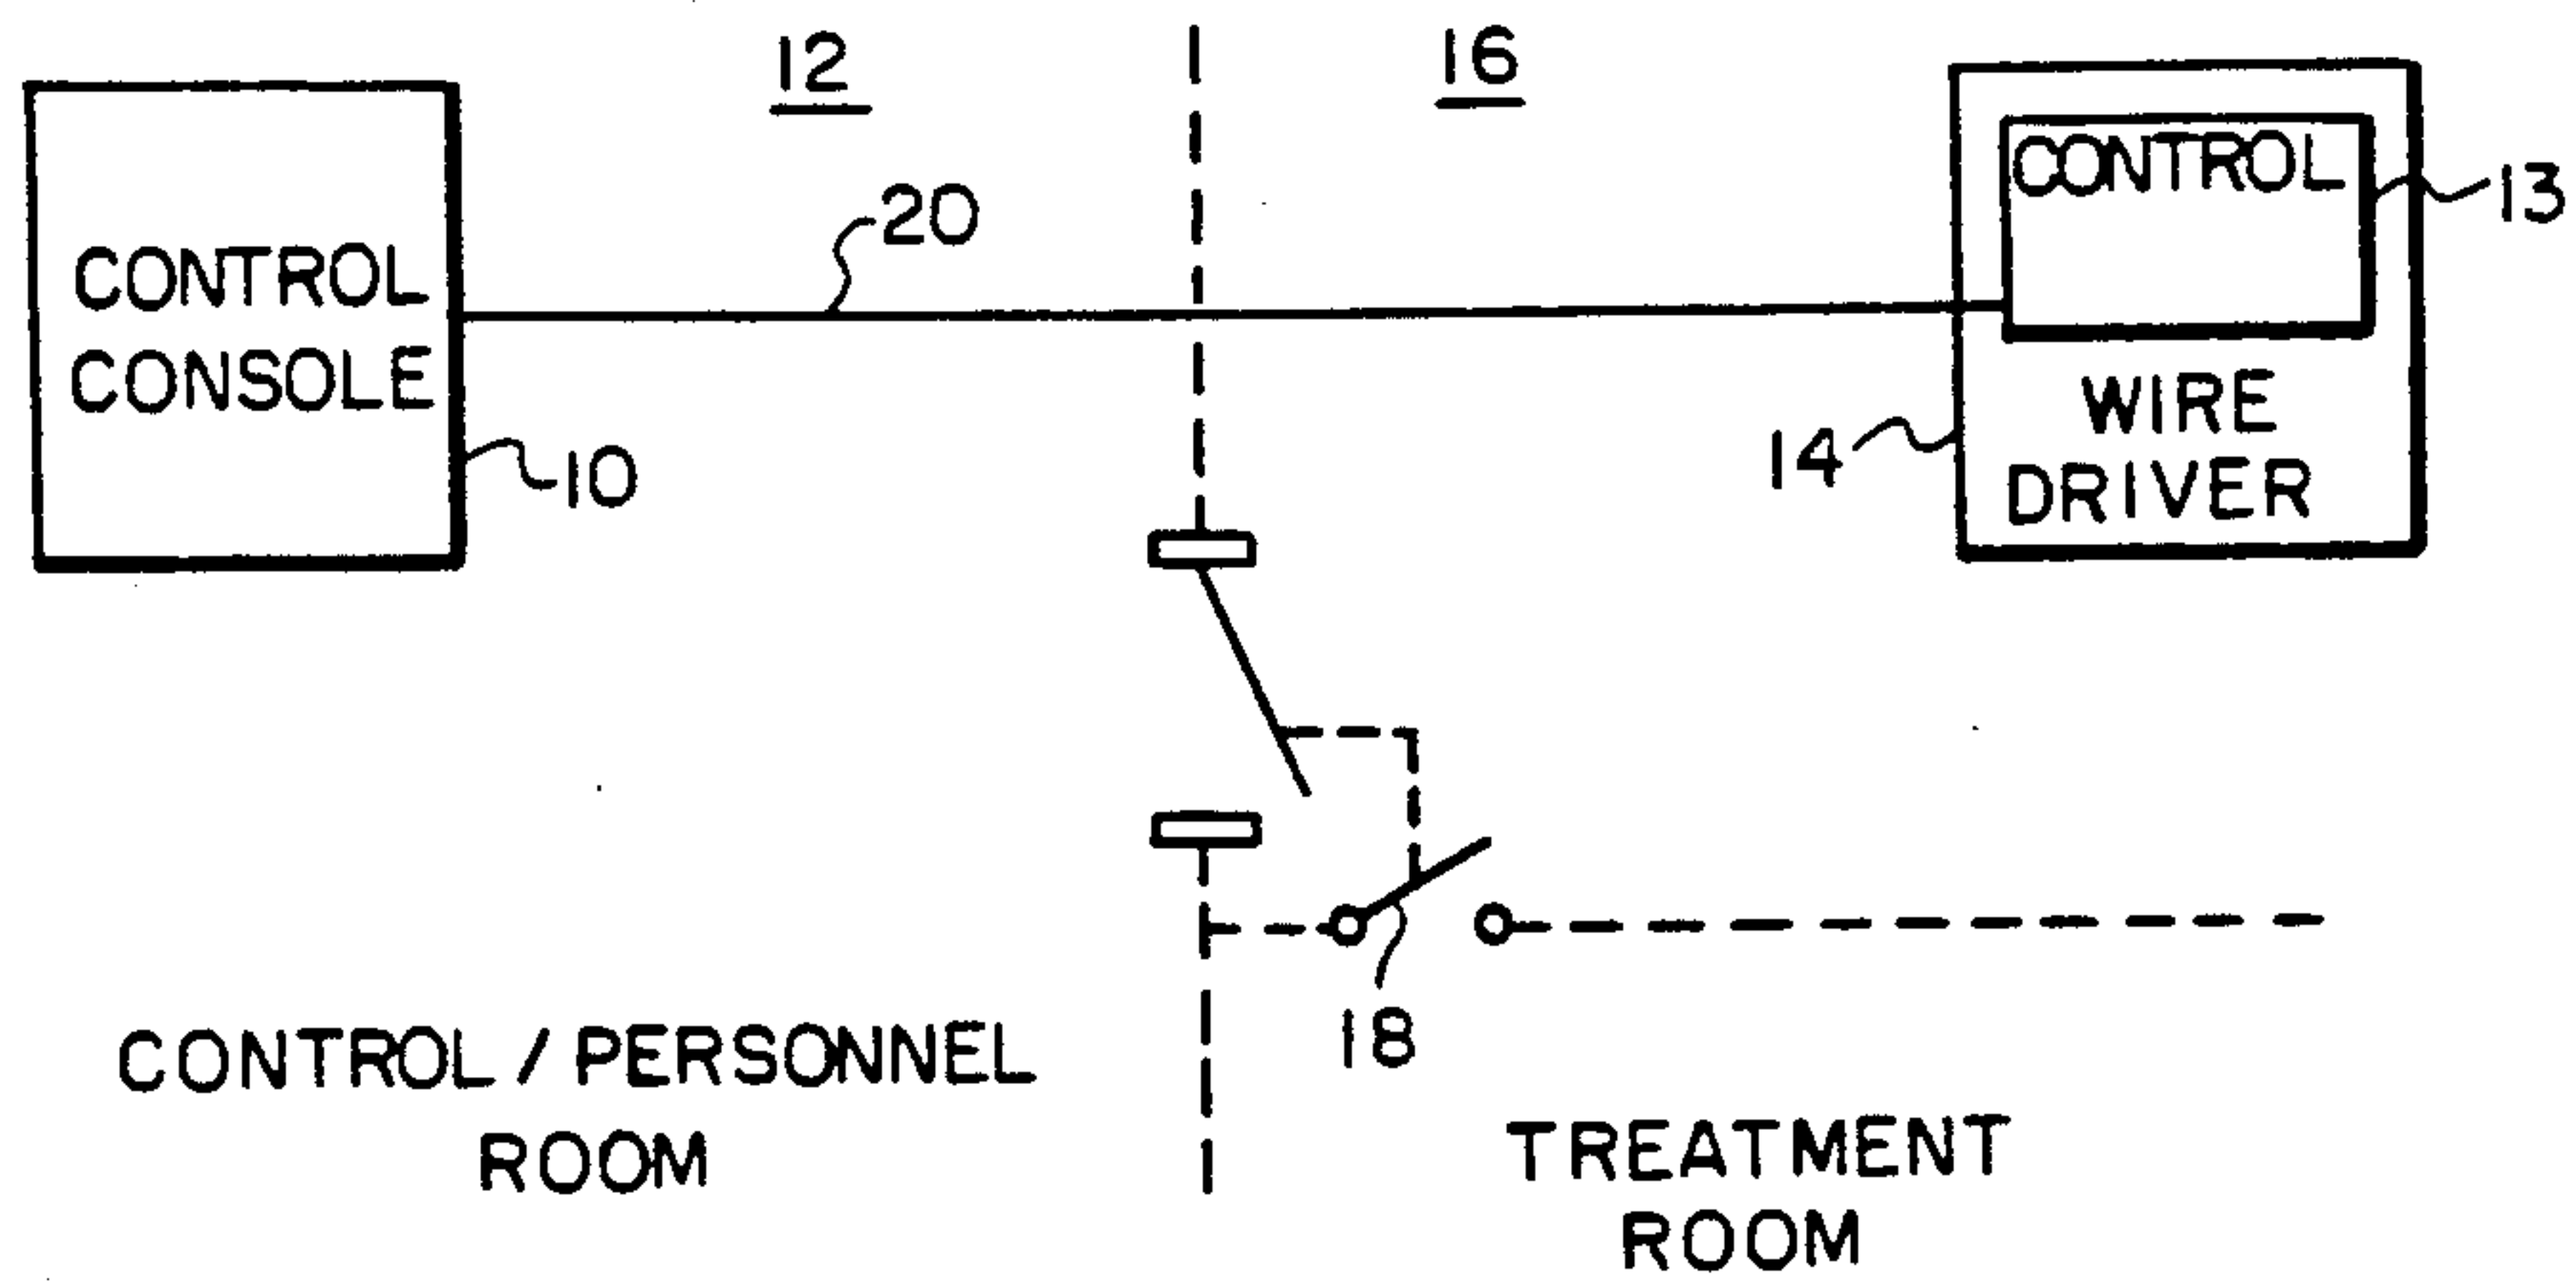 12
16
CONTROL
13
20
CONTROL
CONSOLE
WIRE
DRIVER
14
10
18
CONTROL / PERSONNEL
ROOM
TREATMENT
ROOM